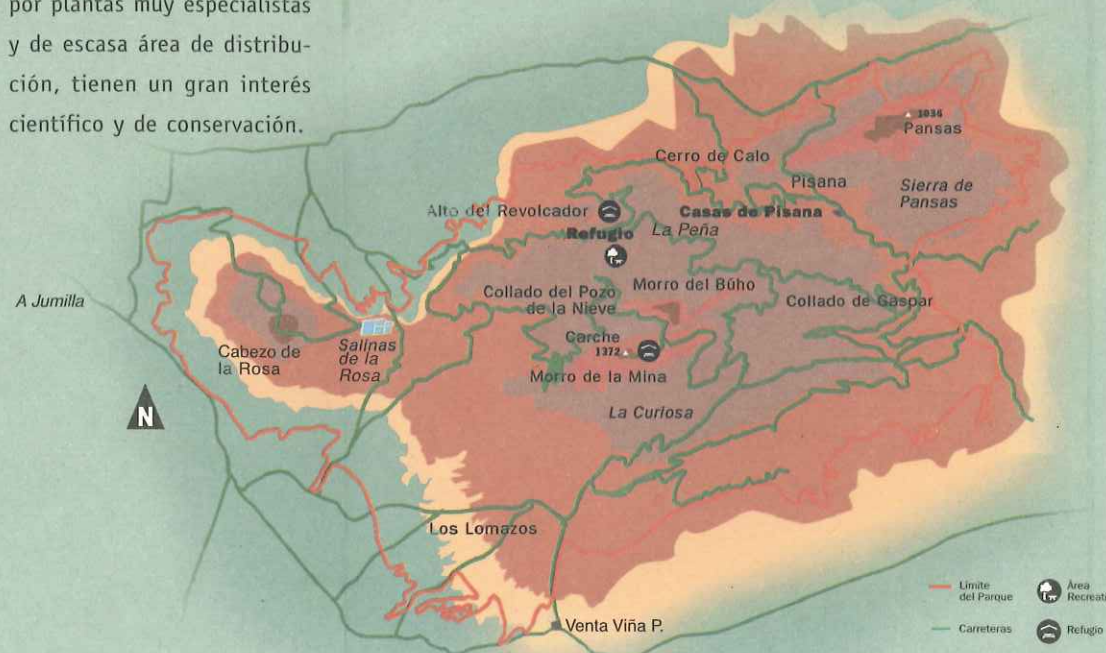 por plantas muy especialistas
y de escasa área de distribu-
ción, tienen un gran interés
científico y de conservación.
1036
Pansas
Cerro de Calo
Pisana
Sierra de
Pansas
Alto del Revolcador
Casas de Pisana
Refugio
La Peña
Collado del Pozo
de la Nieve
Morro del Búho
Collado de Gaspar
A Jumilla
Carche
1372
Cabezo de
la Rosa
Salinas
de la
Rosa
Morro de la Mina
La Curiosa
N
Los Lomazos
Venta Viña P.
Límite
del Parque
Área
Recreati
Carreteras
Refugio